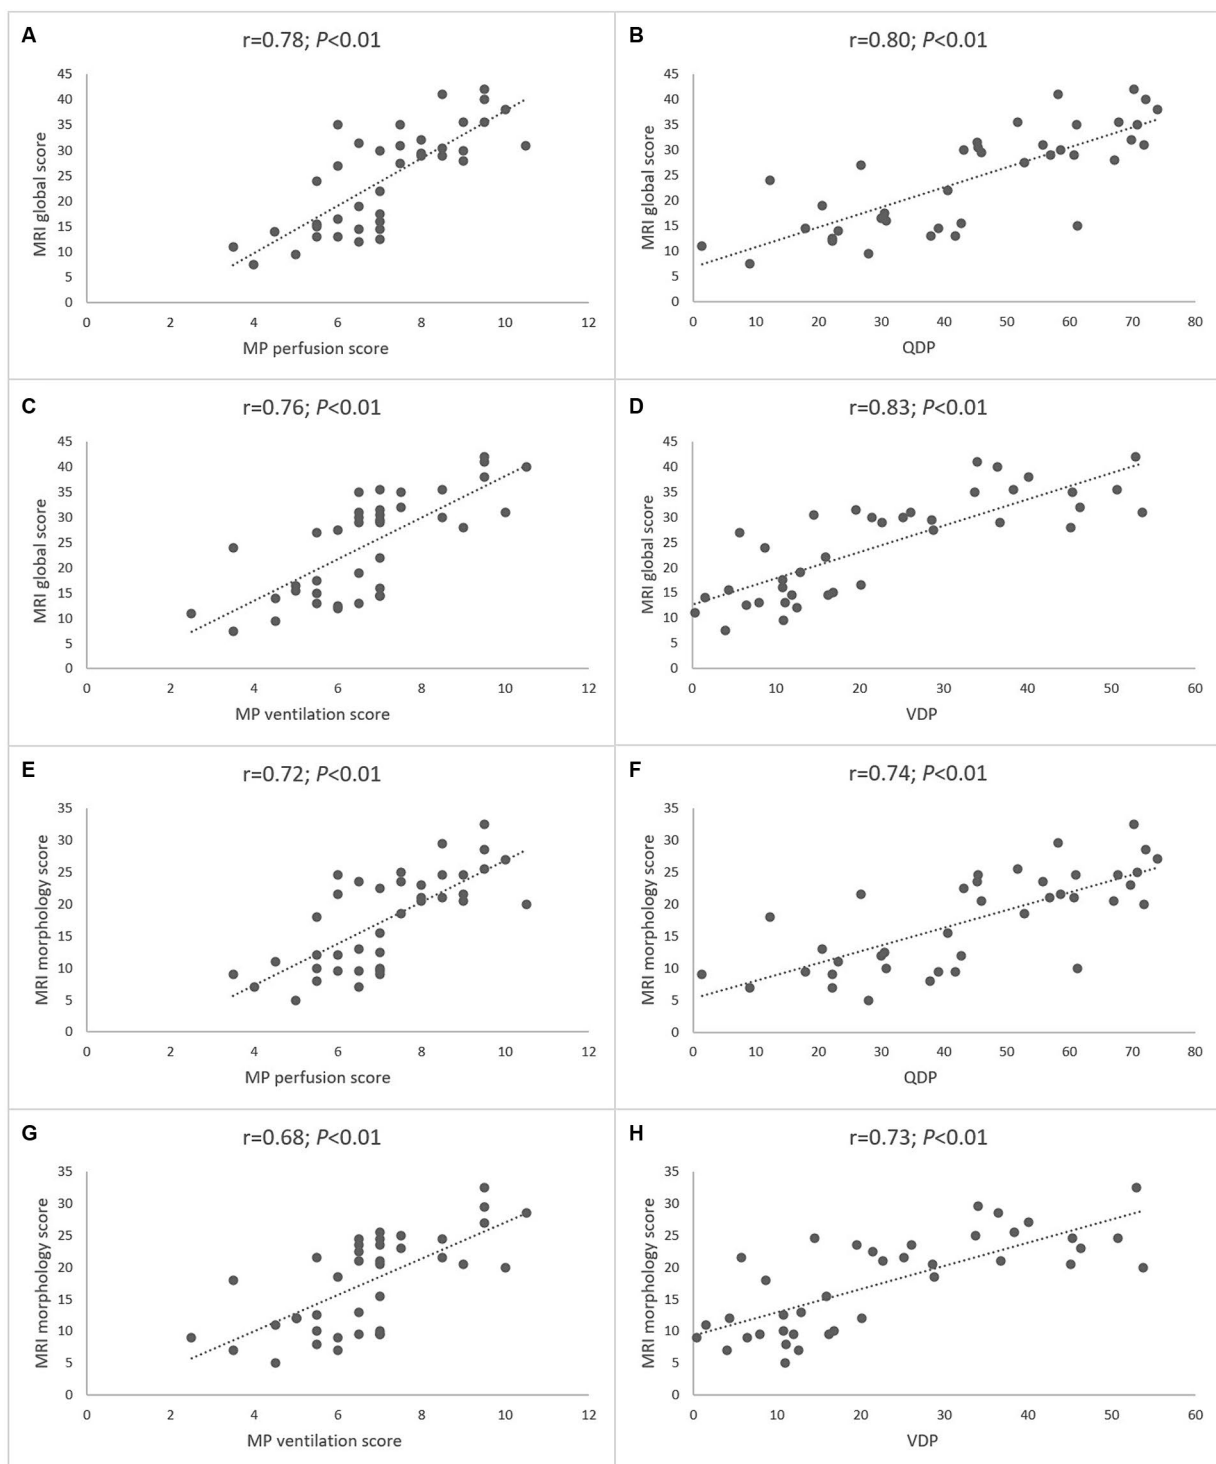 A
r=0.78; P<0.01
MRI global score
45
40
35
30
25
20
15
10
5
0
0 2 4 6 8 10 12
MP perfusion score
B
r=0.80; P<0.01
MRI global score
45
40
35
30
25
20
15
10
5
0
0 10 20 30 40 50 60 70 80
QDP
C
r=0.76; P<0.01
MRI global score
45
40
35
30
25
20
15
10
5
0
0 2 4 6 8 10 12
MP ventilation score
D
r=0.83; P<0.01
MRI global score
45
40
35
30
25
20
15
10
5
0
0 10 20 30 40 50 60
VDP
E
r=0.72; P<0.01
MRI morphology score
35
30
25
20
15
10
5
0
0 2 4 6 8 10 12
MP perfusion score
F
r=0.74; P<0.01
MRI morphology score
35
30
25
20
15
10
5
0
0 10 20 30 40 50 60 70 80
QDP
G
r=0.68; P<0.01
MRI morphology score
35
30
25
20
15
10
5
0
0 2 4 6 8 10 12
MP ventilation score
H
r=0.73; P<0.01
MRI morphology score
35
30
25
20
15
10
5
0
0 10 20 30 40 50 60
VDP